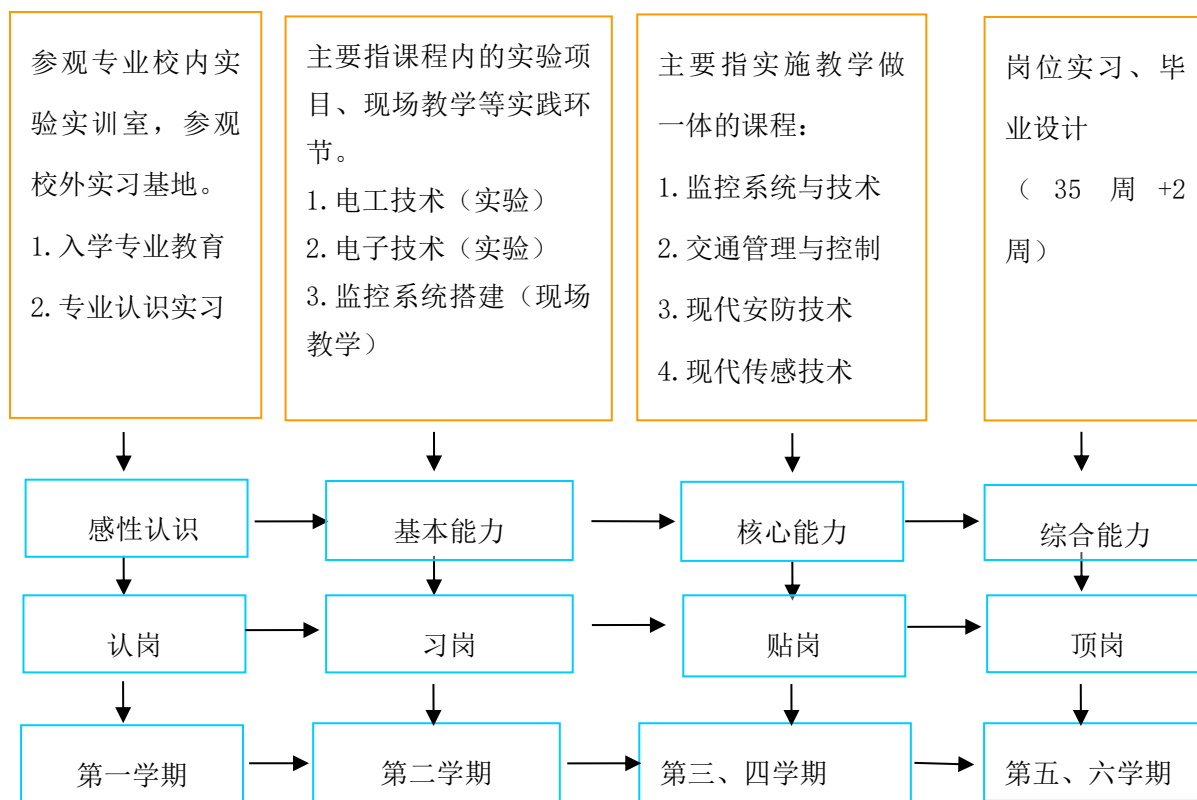 参观专业校内实
验实训室，参观
校外实习基地。
1.入学专业教育
2.专业认识实习
主要指课程内的实验项
目、现场教学等实践环
节。
1.电工技术（实验）
2.电子技术（实验）
3.监控系统搭建（现场
教学）
主要指实施教学做
一体的课程：
1.监控系统与技术
2.交通管理与控制
3.现代安防技术
4.现代传感技术
岗位实习、毕
业设计
（35周+2
周）
感性认识
基本能力
核心能力
综合能力
认岗
习岗
贴岗
顶岗
第一学期
第二学期
第三、四学期
第五、六学期